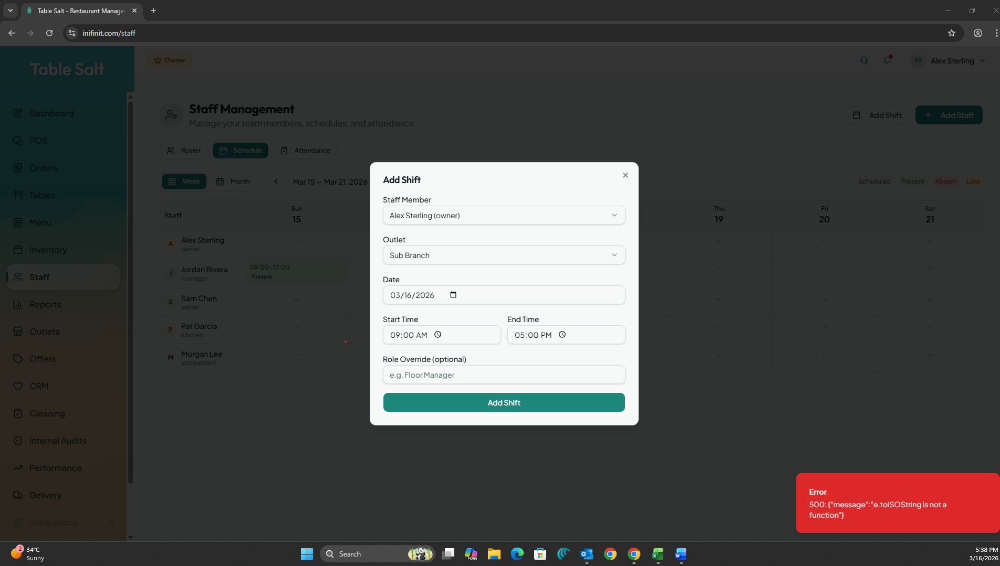 Table Salt - Restaurant Manage
inifinit.com/staff
Table Salt
Owner
AS
Alex Sterling
Dashboard
POS
Orders
Tables
Menu
Inventory
Staff
Reports
Outlets
Offers
CRM
Cleaning
Internal Audits
Performance
Delivery
Integrations
Staff Management
Manage your team members, schedules, and attendance
Add Shift
+ Add Staff
Roster
Schedule
Attendance
Week
Month
Mar 15 — Mar 21, 2026
Scheduled
Present
Absent
Late
Staff
Sun
15
Thu
19
Fri
20
Sat
21
A
Alex Sterling
owner
—
—
—
—
J
Jordan Rivera
manager
09:00-17:00
Present
—
—
—
S
Sam Chen
waiter
—
—
—
—
P
Pat Garcia
kitchen
—
—
—
—
M
Morgan Lee
accountant
—
—
—
—
Add Shift
Staff Member
Alex Sterling (owner)
Outlet
Sub Branch
Date
03/16/2026
Start Time
End Time
09:00 AM
05:00 PM
Role Override (optional)
e.g. Floor Manager
Add Shift
Error
500: {"message":"e.toISOString is not a
function"}
2
34°C
Sunny
Search
M365
5:38 PM
3/16/2026